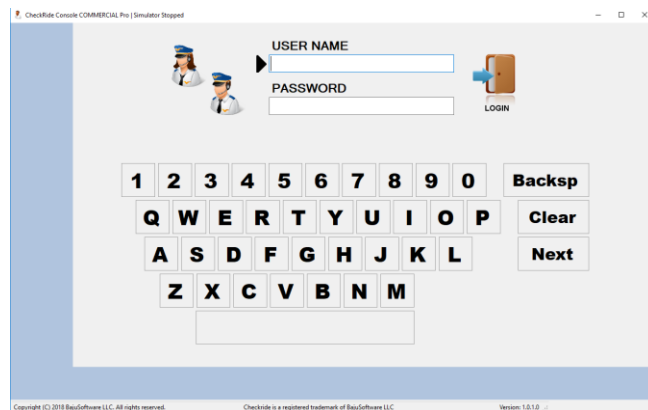 CheckRide Console COMMERCIAL Pro | Simulator Stopped
USER NAME
PASSWORD
LOGIN
1 2 3 4 5 6 7 8 9 0 Backsp
Q W E R T Y U I O P Clear
A S D F G H J K L Next
Z X C V B N M
Copyright (C) 2018 BajuSoftware LLC. All rights reserved. Checkride is a registered trademark of BajuSoftware LLC Version: 1.0.1.0